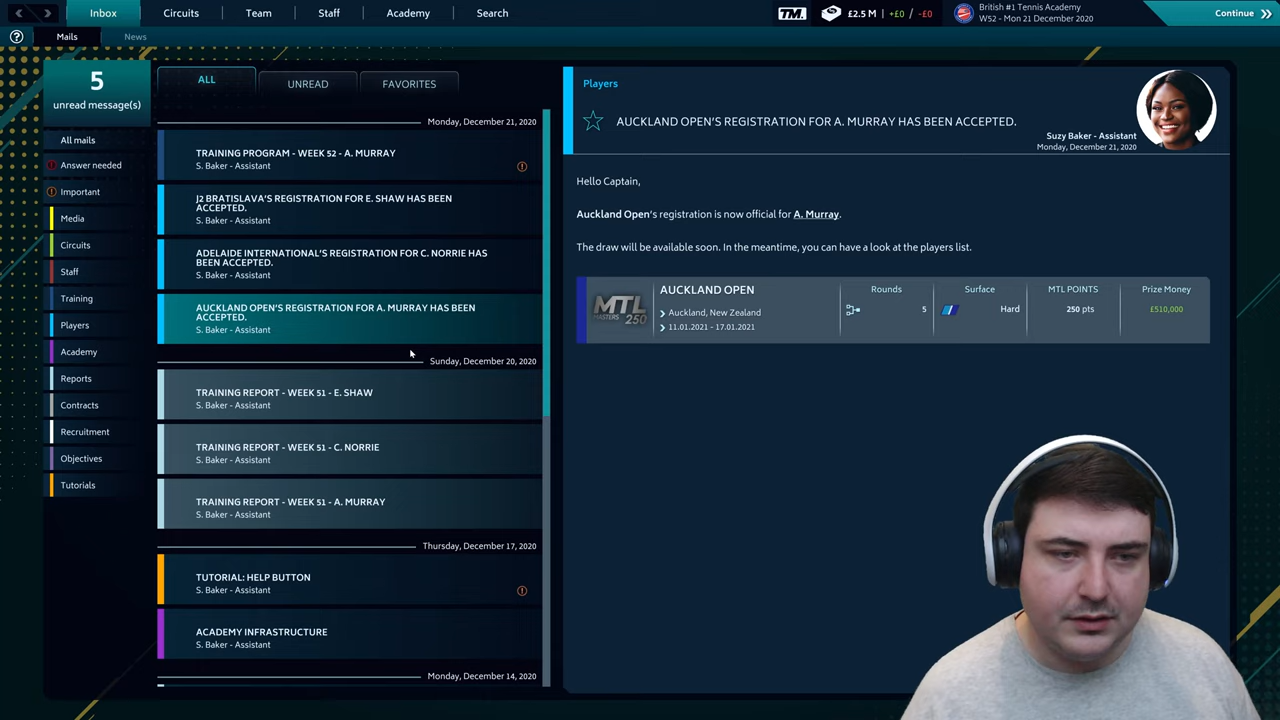 Inbox
Circuits
Team
Staff
Academy
Search
TM.
£2.5 M | +£0 / -£0
British #1 Tennis Academy
W52 - Mon 21 December 2020
Continue
Mails
News
5
unread message(s)
All mails
Answer needed
Important
Media
Circuits
Staff
Training
Players
Academy
Reports
Contracts
Recruitment
Objectives
Tutorials
ALL
UNREAD
FAVORITES
Monday, December 21, 2020
TRAINING PROGRAM - WEEK 52 - A. MURRAY
S. Baker - Assistant
J2 BRATISLAVA'S REGISTRATION FOR E. SHAW HAS BEEN
ACCEPTED.
S. Baker - Assistant
ADELAIDE INTERNATIONAL'S REGISTRATION FOR C. NORRIE HAS
BEEN ACCEPTED.
S. Baker - Assistant
AUCKLAND OPEN'S REGISTRATION FOR A. MURRAY HAS BEEN
ACCEPTED.
S. Baker - Assistant
Sunday, December 20, 2020
TRAINING REPORT - WEEK 51 - E. SHAW
S. Baker - Assistant
TRAINING REPORT - WEEK 51 - C. NORRIE
S. Baker - Assistant
TRAINING REPORT - WEEK 51 - A. MURRAY
S. Baker - Assistant
Thursday, December 17, 2020
TUTORIAL: HELP BUTTON
S. Baker - Assistant
ACADEMY INFRASTRUCTURE
S. Baker - Assistant
Monday, December 14, 2020
Players
AUCKLAND OPEN'S REGISTRATION FOR A. MURRAY HAS BEEN ACCEPTED.
Suzy Baker - Assistant
Monday, December 21, 2020
Hello Captain,
Auckland Open's registration is now official for A. Murray.
The draw will be available soon. In the meantime, you can have a look at the players list.
MTL
MASTERS 250
AUCKLAND OPEN
Auckland, New Zealand
11.01.2021 - 17.01.2021
Rounds
5
Surface
Hard
MTL POINTS
250 pts
Prize Money
£510,000